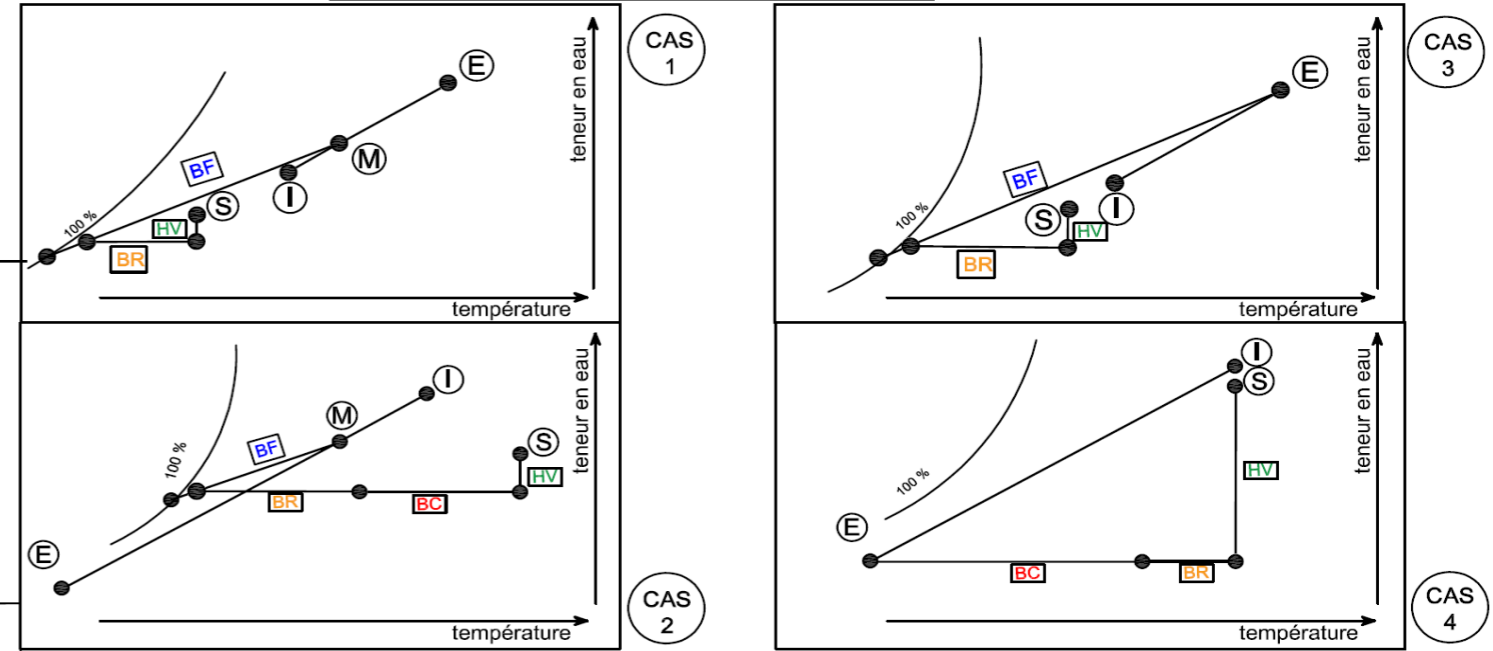 CAS
1
E
M
I
BF
S
HV
100 %
BR
teneur en eau
température
CAS
3
E
I
BF
S
HV
100 %
BR
teneur en eau
température
CAS
2
I
M
BF
S
HV
100 %
BR
BC
E
teneur en eau
température
CAS
4
I
S
HV
100 %
E
BC
BR
teneur en eau
température